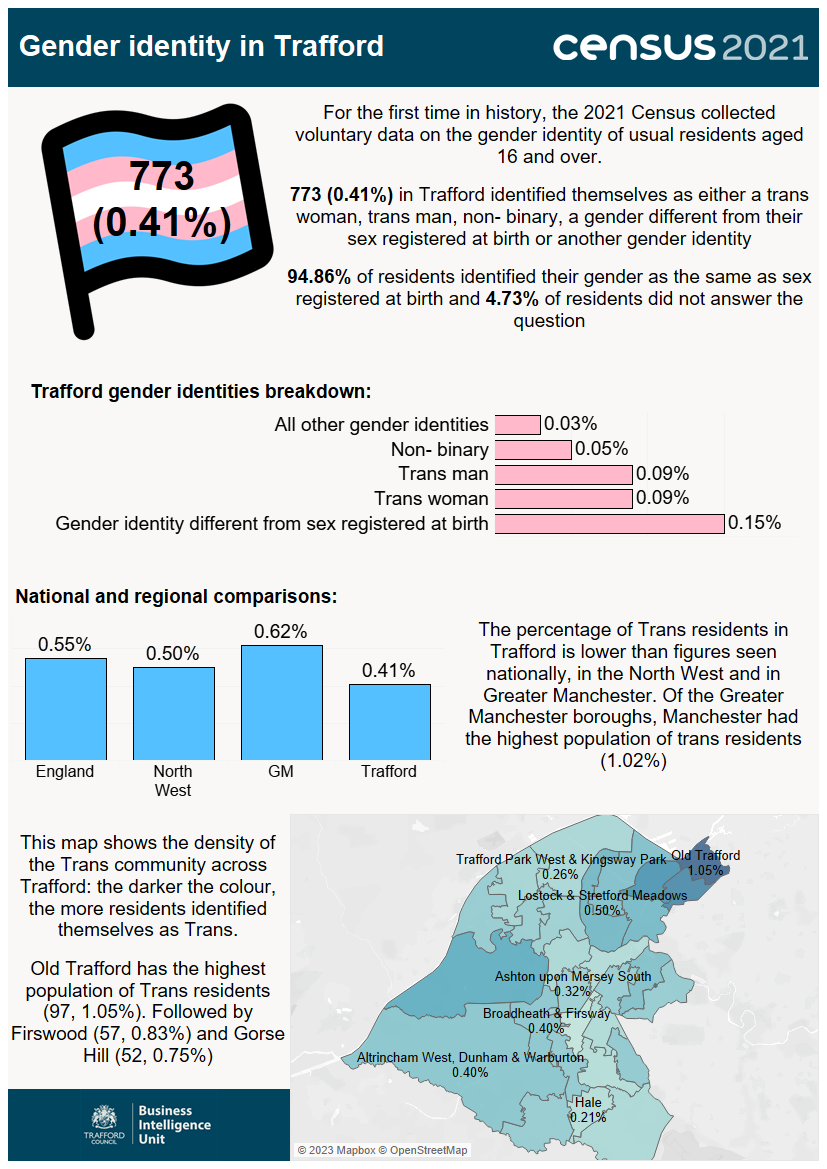 Gender identity in Trafford
census 2021
773
(0.41%)
For the first time in history, the 2021 Census collected
voluntary data on the gender identity of usual residents aged
16 and over.
773 (0.41%) in Trafford identified themselves as either a trans
woman, trans man, non- binary, a gender different from their
sex registered at birth or another gender identity
94.86% of residents identified their gender as the same as sex
registered at birth and 4.73% of residents did not answer the
question
Trafford gender identities breakdown:
All other gender identities 0.03%
Non- binary 0.05%
Trans man 0.09%
Trans woman 0.09%
Gender identity different from sex registered at birth 0.15%
National and regional comparisons:
0.55%
0.50%
0.62%
0.41%
England
North
West
GM
Trafford
The percentage of Trans residents in
Trafford is lower than figures seen
nationally, in the North West and in
Greater Manchester. Of the Greater
Manchester boroughs, Manchester had
the highest population of trans residents
(1.02%)
This map shows the density of
the Trans community across
Trafford: the darker the colour,
the more residents identified
themselves as Trans.
Old Trafford has the highest
population of Trans residents
(97, 1.05%). Followed by
Firswood (57, 0.83%) and Gorse
Hill (52, 0.75%)
Trafford Park West & Kingsway Park
0.26%
Old Trafford
1.05%
Lostock & Stretford Meadows
0.50%
Ashton upon Mersey South
0.32%
Broadheath & Firsway
0.40%
Altrincham West, Dunham & Warburton
0.40%
Hale
0.21%
TRAFFORD
COUNCIL
Business
Intelligence
Unit
© 2023 Mapbox © OpenStreetMap